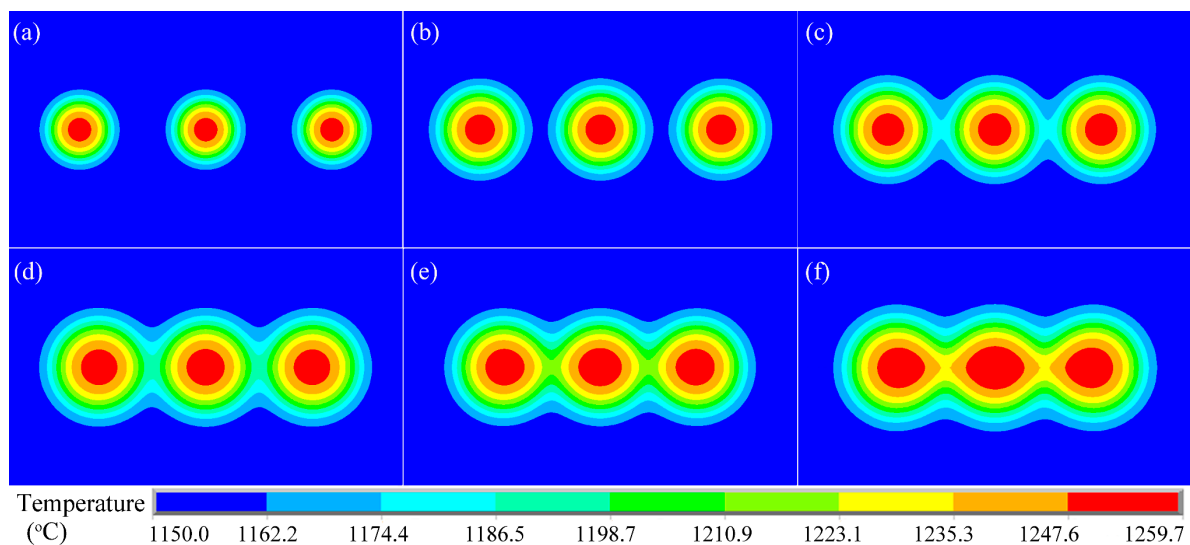 (a)
(b)
(c)
(d)
(e)
(f)
Temperature
(°C)
1150.0 1162.2 1174.4 1186.5 1198.7 1210.9 1223.1 1235.3 1247.6 1259.7